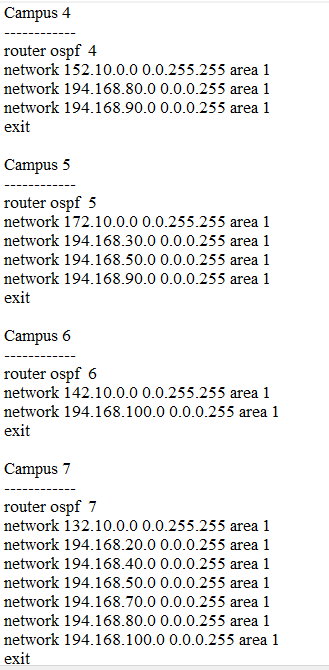 Campus 4
------------
router ospf  4
network 152.10.0.0 0.0.255.255 area 1
network 194.168.80.0 0.0.0.255 area 1
network 194.168.90.0 0.0.0.255 area 1
exit

Campus 5
------------
router ospf  5
network 172.10.0.0 0.0.255.255 area 1
network 194.168.30.0 0.0.0.255 area 1
network 194.168.50.0 0.0.0.255 area 1
network 194.168.90.0 0.0.0.255 area 1
exit

Campus 6
------------
router ospf  6
network 142.10.0.0 0.0.255.255 area 1
network 194.168.100.0 0.0.0.255 area 1
exit

Campus 7
------------
router ospf  7
network 132.10.0.0 0.0.255.255 area 1
network 194.168.20.0 0.0.0.255 area 1
network 194.168.40.0 0.0.0.255 area 1
network 194.168.50.0 0.0.0.255 area 1
network 194.168.70.0 0.0.0.255 area 1
network 194.168.80.0 0.0.0.255 area 1
network 194.168.100.0 0.0.0.255 area 1
exit